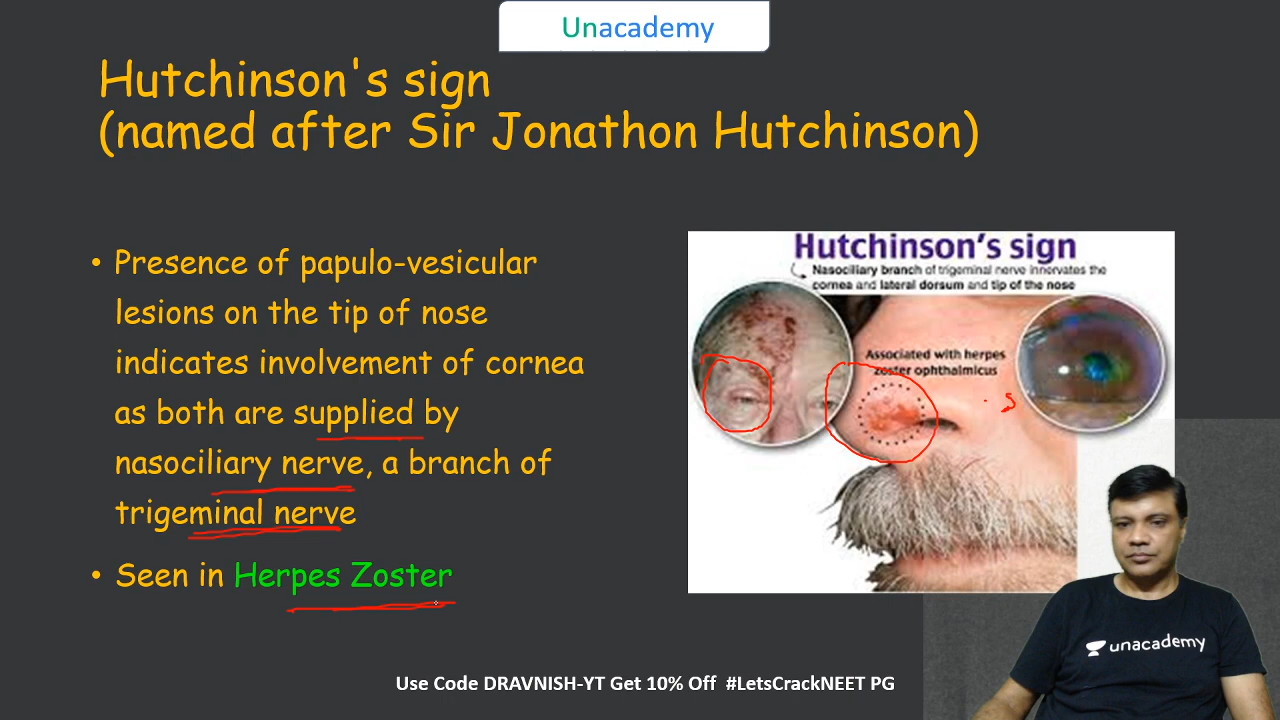 Unacademy
Hutchinson's sign
(named after Sir Jonathon Hutchinson)
• Presence of papulo-vesicular
lesions on the tip of nose
indicates involvement of cornea
as both are supplied by
nasociliary nerve, a branch of
trigeminal nerve
• Seen in Herpes Zoster
Hutchinson's sign
Nasociliary branch of trigeminal nerve innervates the
cornea and lateral dorsum and tip of the nose
Associated with herpes
zoster ophthalmicus
unacademy
Use Code DRAVNISH-YT Get 10% Off #LetsCrackNEET PG